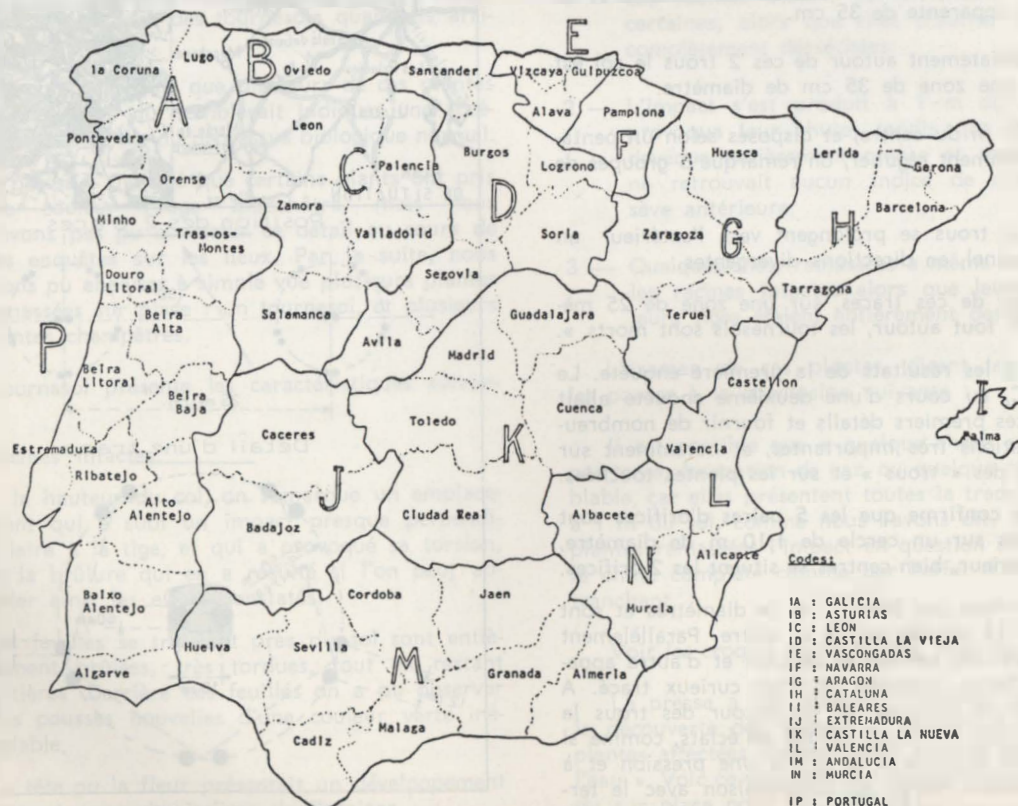 E
B
Lugo
la Coruna
Oviedo
Santander
Vizcaya
Guipuzcoa
A
Alava
Pamplona
Pontevedra
Leon
F
Huesca
Lerida
Gerona
Orense
C
Palencia
Burgos
Logrono
Barcelona
Zamora
D
Minho
Tras-os-
Montes
Valladolid
Soria
Zaragoza
G
H
Douro
Litoral
Segovia
Tarragona
Beira
Alta
Salamanca
Guadalajara
Teruel
P
Avila
Madrid
Beira
Litoral
Castellon
Beira
Baja
I
Cuenca
Caceres
Toledo
K
Palma
Estremadura
Valencia
Ribatejo
J
L
Alentejo
Badajoz
Ciudad Real
Albacete
Alicante
N
Codes:
Baixo
Alentejo
Cordoba
Jaen
Murcia
Huelva
Sevilla
M
Algarve
Granada
Almeria
Malaga
Cadiz
IA : GALICIA
IB : ASTURIAS
IC : LEON
ID : CASTILLA LA VIEJA
IE : VASCONGADAS
IF : NAVARRA
IG : ARAGON
IH : CATALUNA
II : BALEARES
IJ : EXTREMADURA
IK : CASTILLA LA NUEVA
IL : VALENCIA
IM : ANDALUCIA
IN : MURCIA
IP : PORTUGAL